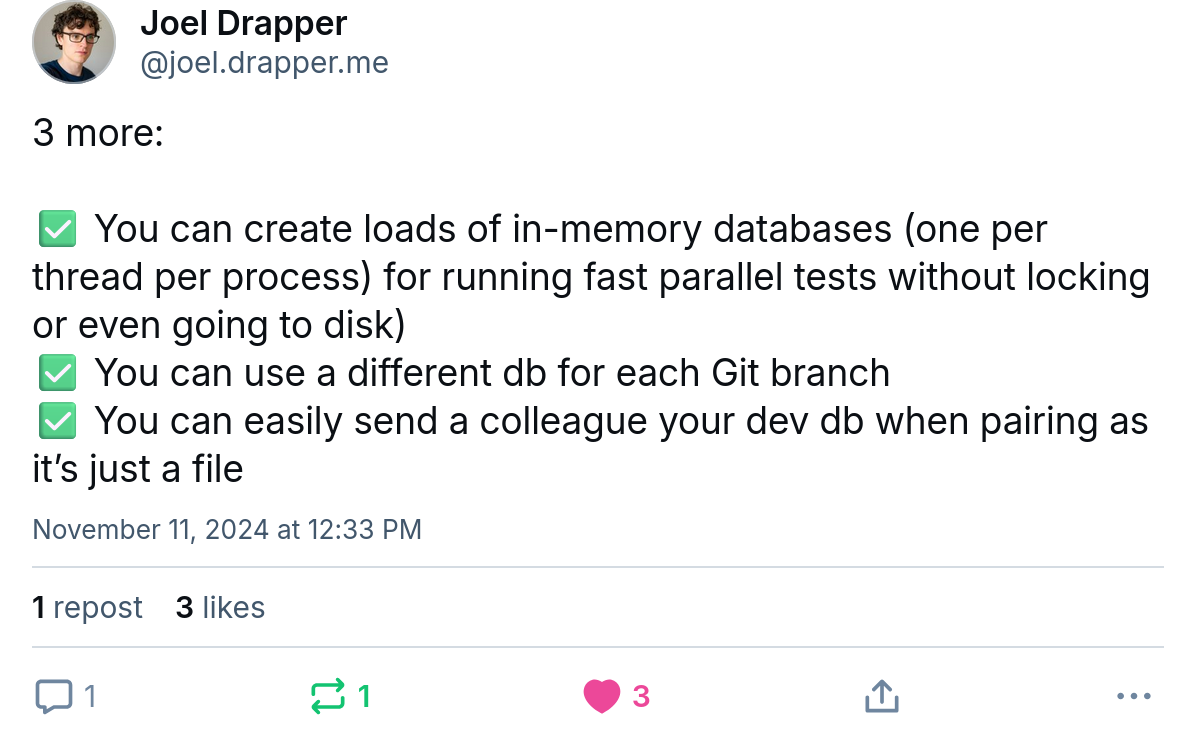 Joel Drapper
@joel.drapper.me
3 more:
✅ You can create loads of in-memory databases (one per
thread per process) for running fast parallel tests without locking
or even going to disk)
✅ You can use a different db for each Git branch
✅ You can easily send a colleague your dev db when pairing as
it’s just a file
November 11, 2024 at 12:33 PM
1 repost 3 likes
1 1 3